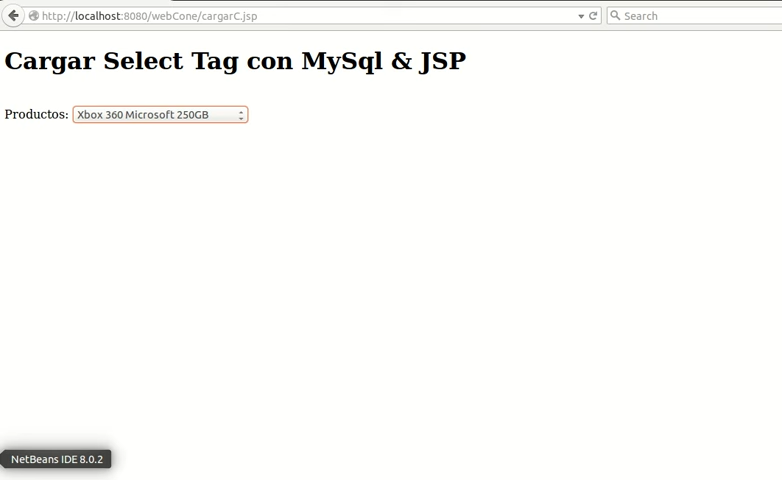 http://localhost:8080/webCone/cargarC.jsp
Search
Cargar Select Tag con MySql & JSP
Productos: Xbox 360 Microsoft 250GB
NetBeans IDE 8.0.2